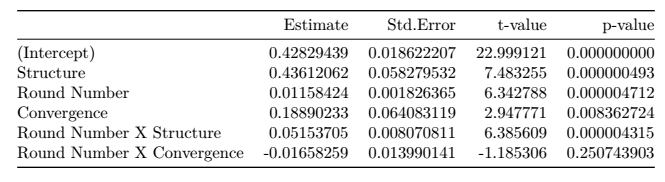 Estimate Std.Error t-value p-value
(Intercept) 0.42829439 0.018622207 22.999121 0.000000000
Structure 0.43612062 0.058279532 7.483255 0.000000493
Round Number 0.01158424 0.001826365 6.342788 0.000004712
Convergence 0.18890233 0.064083119 2.947771 0.008362724
Round Number X Structure 0.05153705 0.008070811 6.385609 0.000004315
Round Number X Convergence -0.01658259 0.013990141 -1.185306 0.250743903